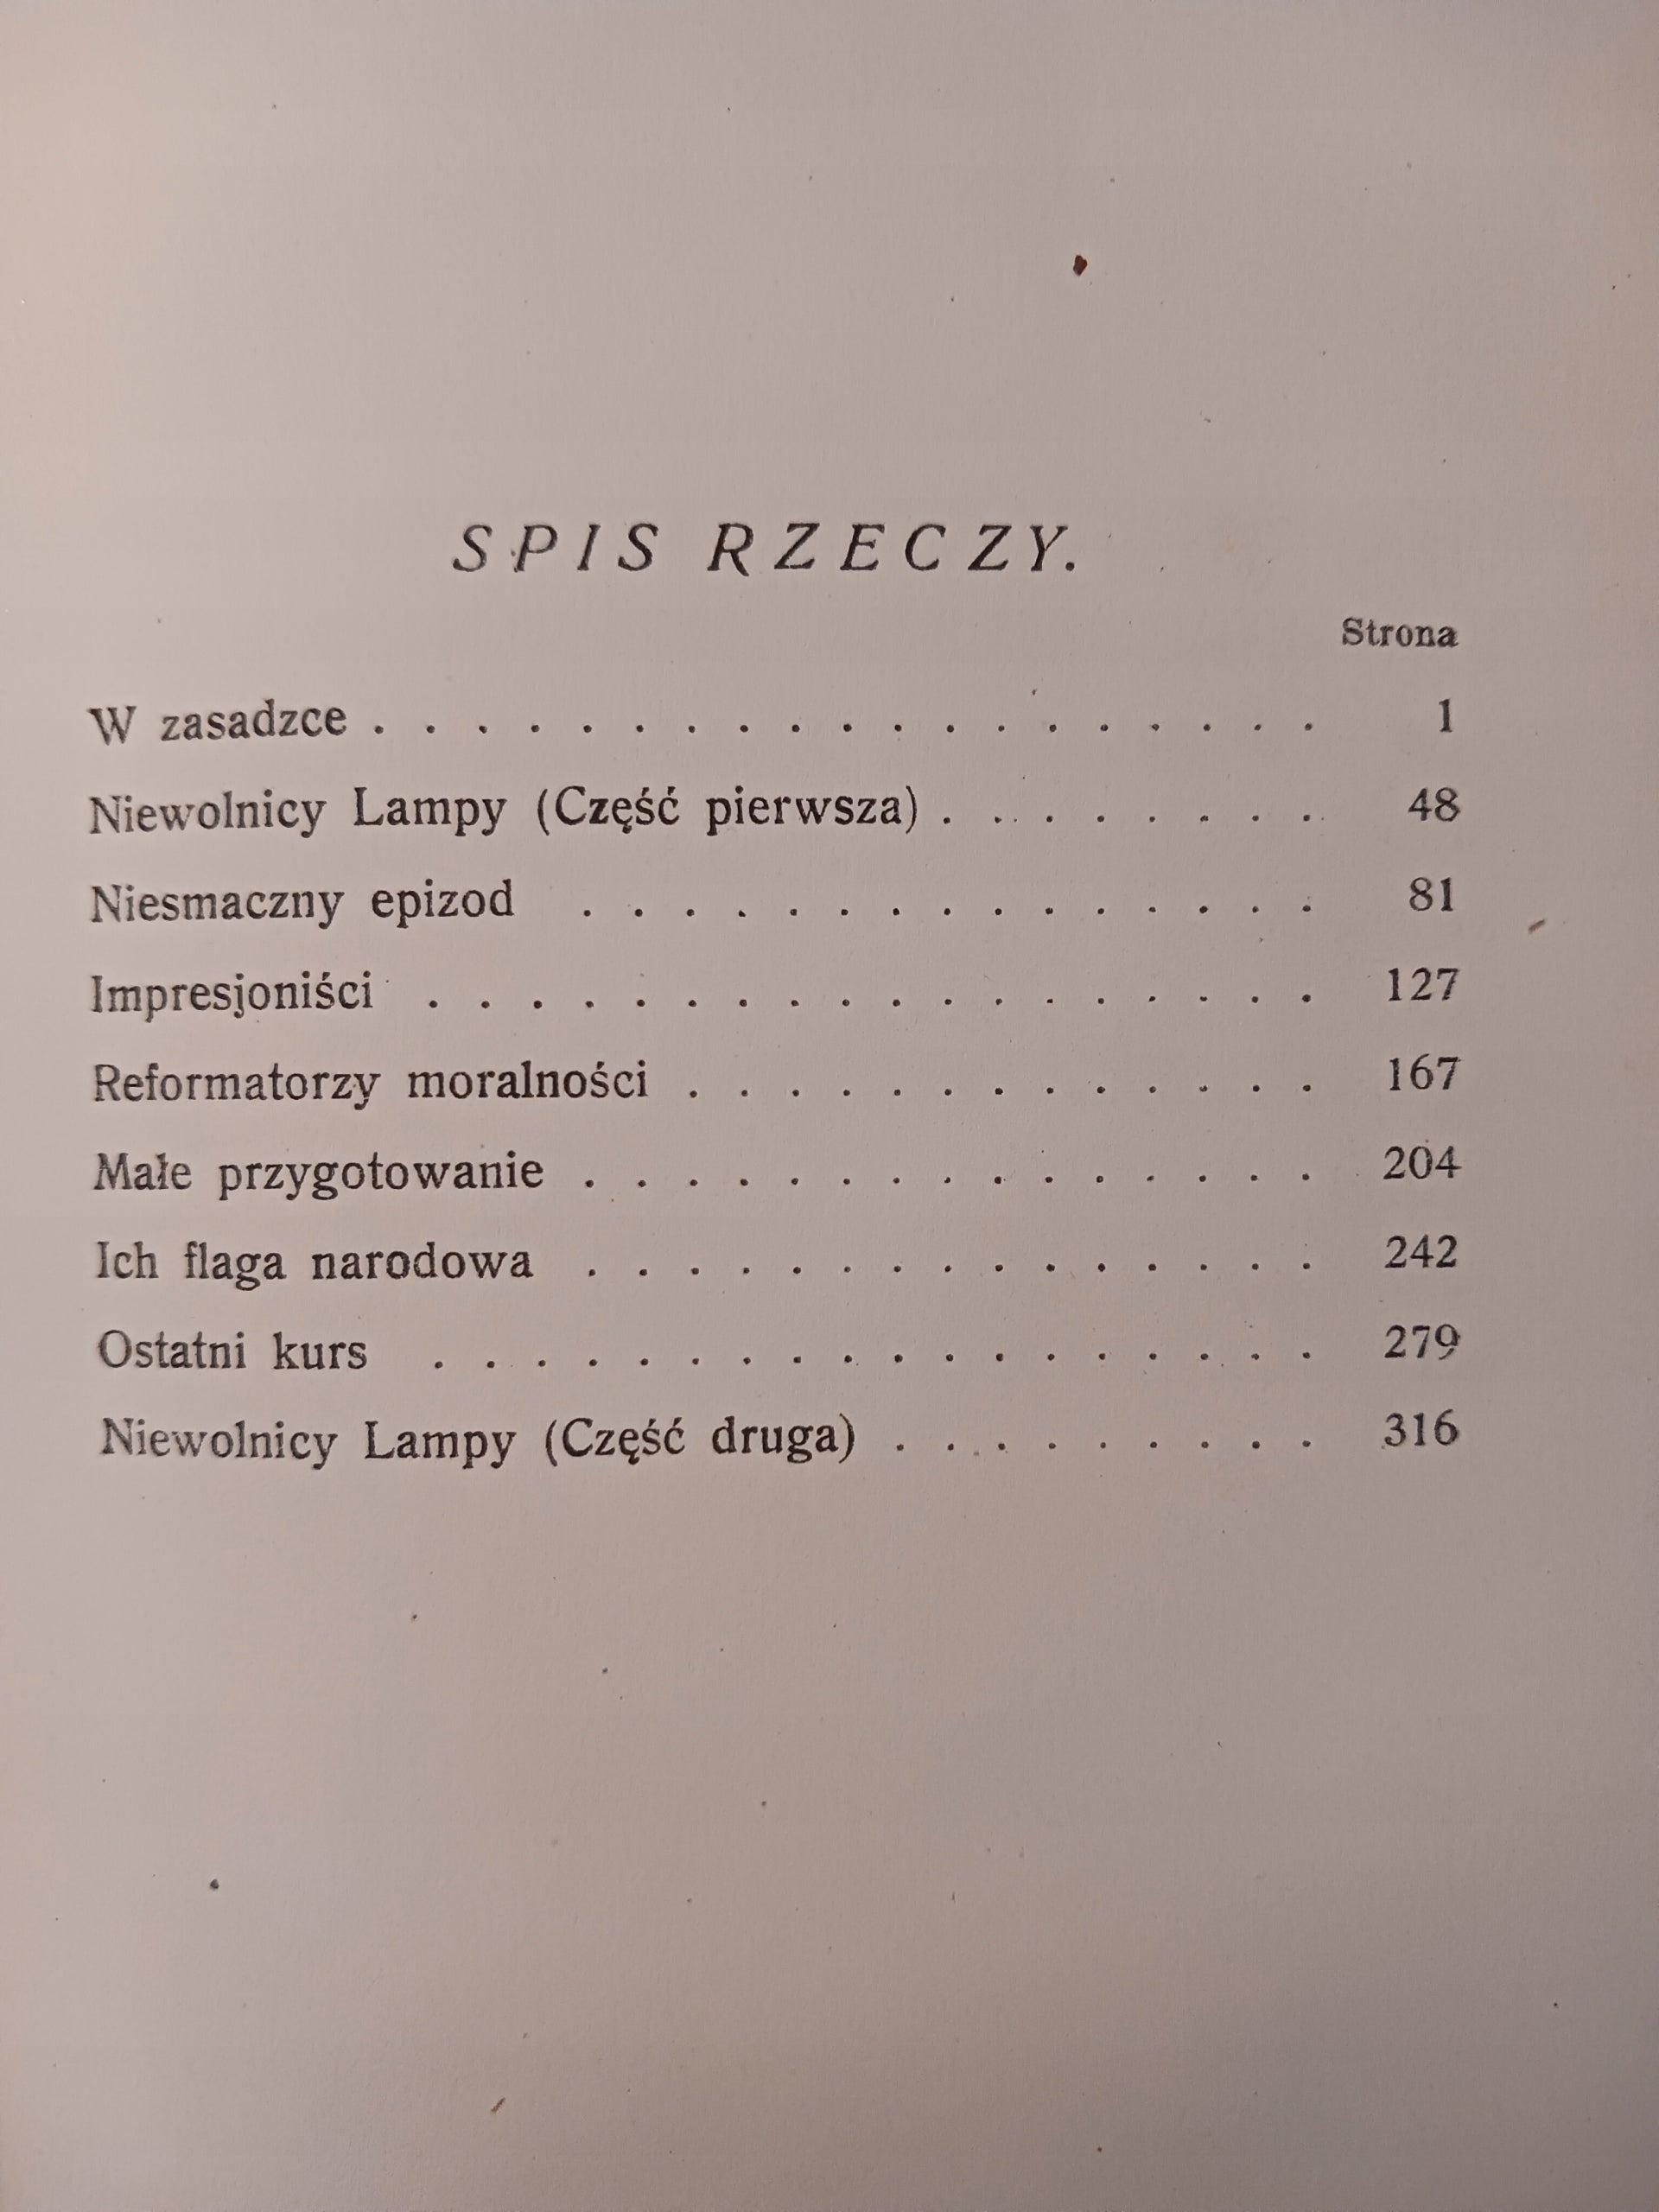 SPIS RZECZY.
Strona
W zasadzce . . . . . . . . . . . . . . . . . . . 1
Niewolnicy Lampy (Część pierwsza) . . . . . . . . 48
Niesmaczny epizod . . . . . . . . . . . . . . . 81
Impresjoniści . . . . . . . . . . . . . . . . . . 127
Reformatorzy moralności . . . . . . . . . . . . . 167
Małe przygotowanie . . . . . . . . . . . . . . . 204
Ich flaga narodowa . . . . . . . . . . . . . . . 242
Ostatni kurs . . . . . . . . . . . . . . . . . . 279
Niewolnicy Lampy (Część druga) . . . . . . . . . 316